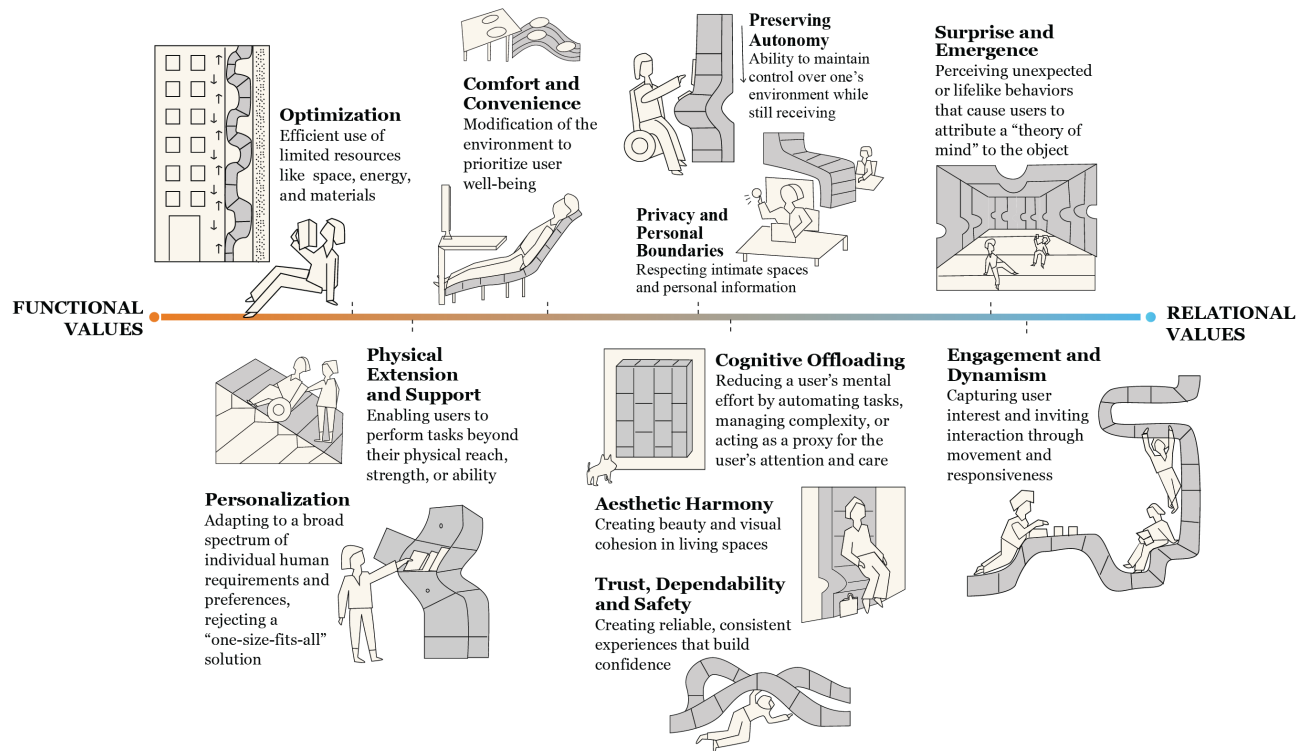 Optimization
Efficient use of
limited resources
like space, energy,
and materials
Comfort and
Convenience
Modification of the
environment to
prioritize user
well-being
Preserving
Autonomy
Ability to maintain
control over one's
environment while
still receiving
Privacy and
Personal
Boundaries
Respecting intimate spaces
and personal information
Surprise and
Emergence
Perceiving unexpected
or lifelike behaviors
that cause users to
attribute a “theory of
mind” to the object
FUNCTIONAL
VALUES
RELATIONAL
VALUES
Physical
Extension
and Support
Enabling users to
perform tasks beyond
their physical reach,
strength, or ability
Personalization
Adapting to a broad
spectrum of
individual human
requirements and
preferences,
rejecting a
“one-size-fits-all”
solution
Cognitive Offloading
Reducing a user's mental
effort by automating tasks,
managing complexity, or
acting as a proxy for the
user's attention and care
Aesthetic Harmony
Creating beauty and visual
cohesion in living spaces
Trust, Dependability
and Safety
Creating reliable, consistent
experiences that build
confidence
Engagement and
Dynamism
Capturing user
interest and inviting
interaction through
movement and
responsiveness